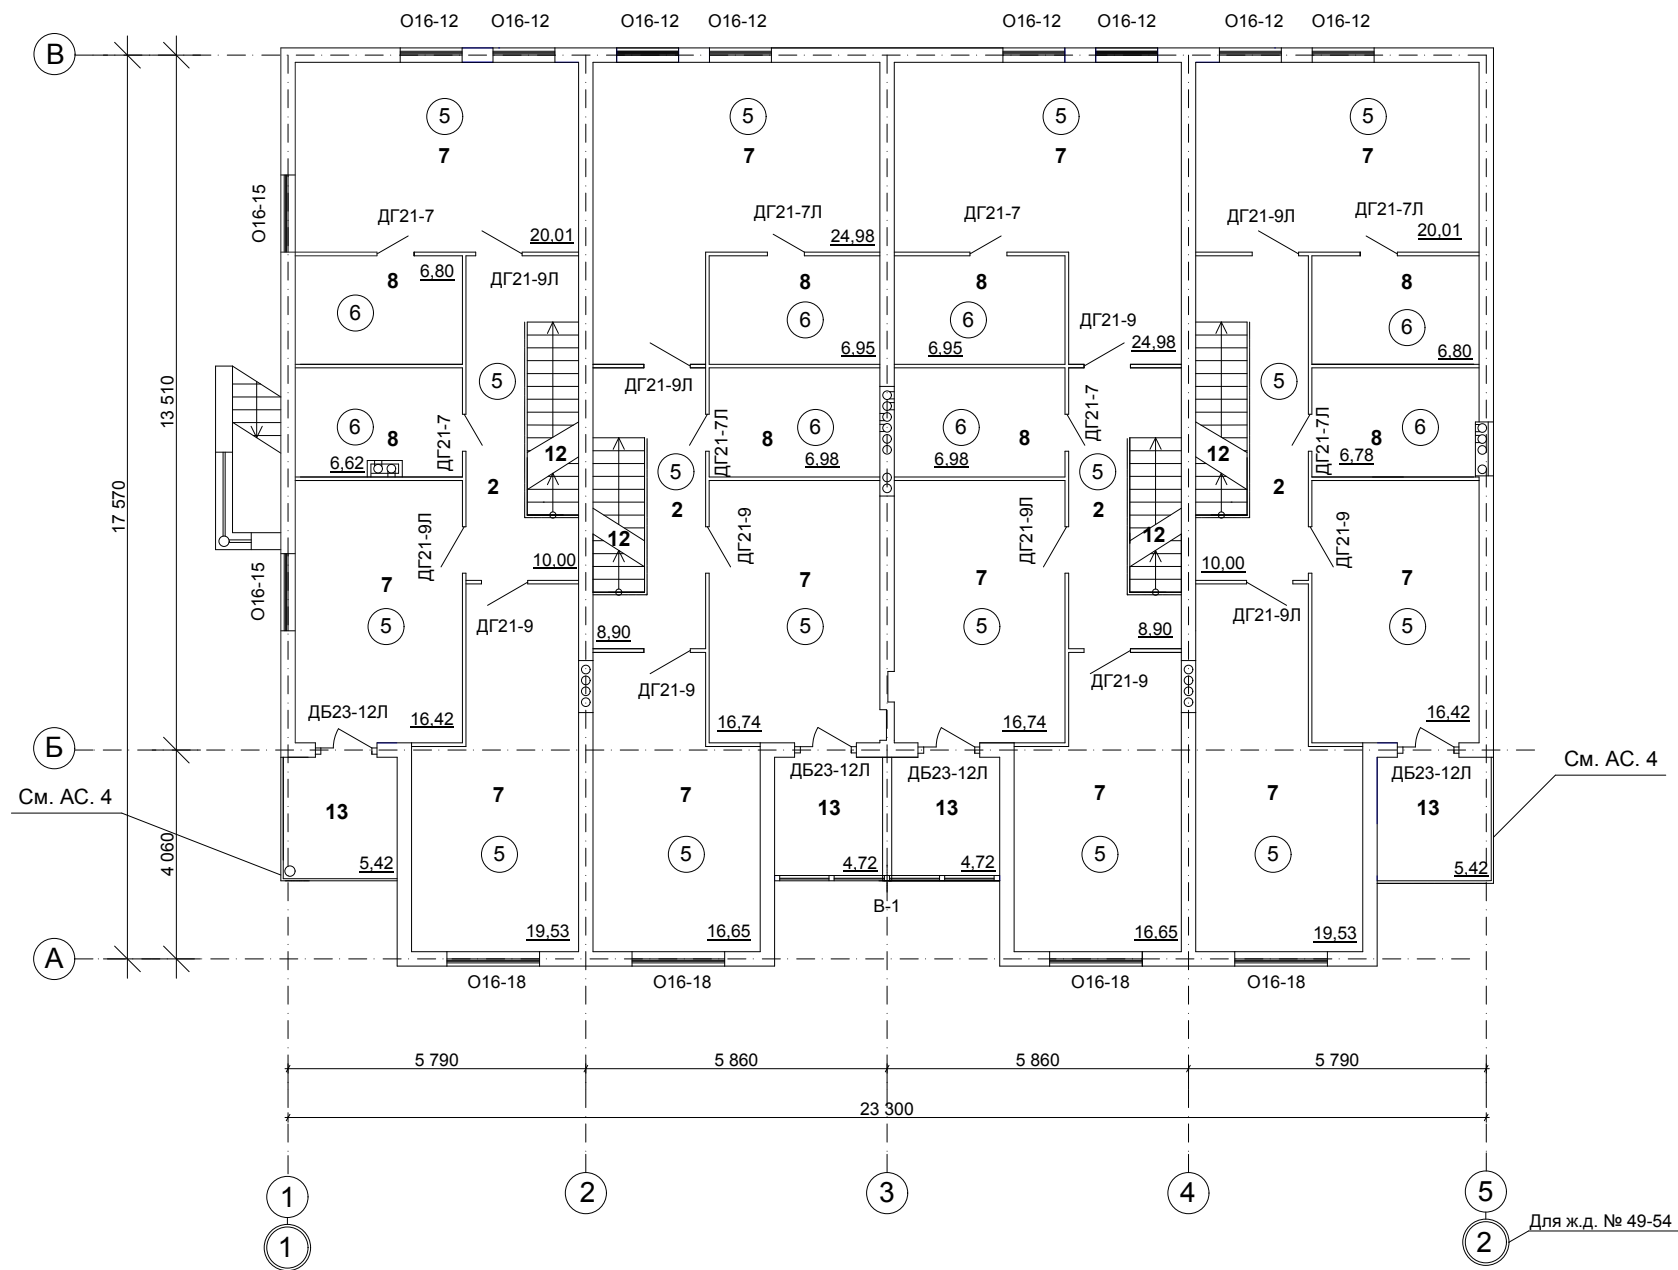 О16-12 О16-12 О16-12 О16-12 О16-12 О16-12 О16-12 О16-12
В
5 5 5 5
7 7 7 7
О16-15
ДГ21-7 ДГ21-7Л ДГ21-7 ДГ21-9Л ДГ21-7Л
20,01 24,98 20,01
6,80 8 ДГ21-9Л 8 8 8
6 6 6 ДГ21-9 6
6,95 6,95 24,98 6,80
5 ДГ21-9Л 5
13 510
6 8 ДГ21-7 8 6 6 8 ДГ21-7 ДГ21-7Л 8 6
6,62 12 ДГ21-7Л 6,98 6,98 12 6,78
5 5
17 570
2 2 2 2
ДГ21-9Л 12 ДГ21-9 ДГ21-9Л 12 ДГ21-9
10,00 10,00
О16-15
7 7 7 7
5 ДГ21-9 8,90 5 5 8,90 ДГ21-9Л 5
ДГ21-9 ДГ21-9
ДБ23-12Л 16,42 16,74 16,74 16,42
Б
ДБ23-12Л ДБ23-12Л ДБ23-12Л
См. АС. 4 См. АС. 4
13 7 7 13 13 7 7 13
4 060
5 5 5 5
5,42 4,72 4,72 5,42
В-1
19,53 16,65 16,65 19,53
А
О16-18 О16-18 О16-18 О16-18
5 790 5 860 5 860 5 790
23 300
1 2 3 4 5
1 2 Для ж.д. № 49-54